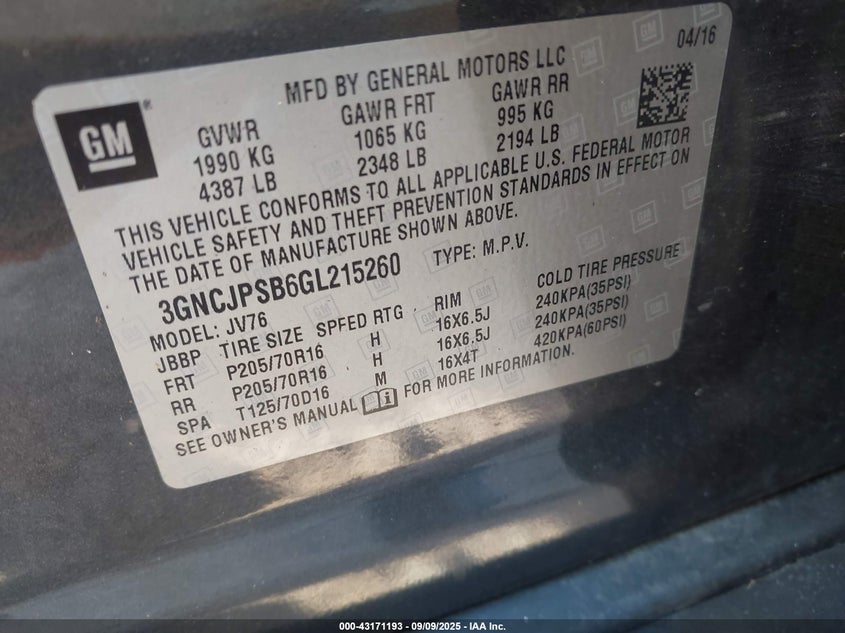 04/16
MFD BY GENERAL MOTORS LLC
GM®
GVWR GAWR FRT GAWR RR
1990 KG 1065 KG 995 KG
4387 LB 2348 LB 2194 LB
THIS VEHICLE CONFORMS TO ALL APPLICABLE U.S. FEDERAL MOTOR
VEHICLE SAFETY AND THEFT PREVENTION STANDARDS IN EFFECT ON
THE DATE OF MANUFACTURE SHOWN ABOVE.
3GNCJPSB6GL215260 TYPE: M.P.V.
MODEL: JV76
JBBP TIRE SIZE SPEED RTG RIM COLD TIRE PRESSURE
FRT P205/70R16 H 16X6.5J 240KPA(35PSI)
RR P205/70R16 H 16X6.5J 240KPA(35PSI)
SPA T125/70D16 M 16X4T 420KPA(60PSI)
SEE OWNER'S MANUAL i FOR MORE INFORMATION.
000-43171193 - 09/09/2025 - IAA Inc.